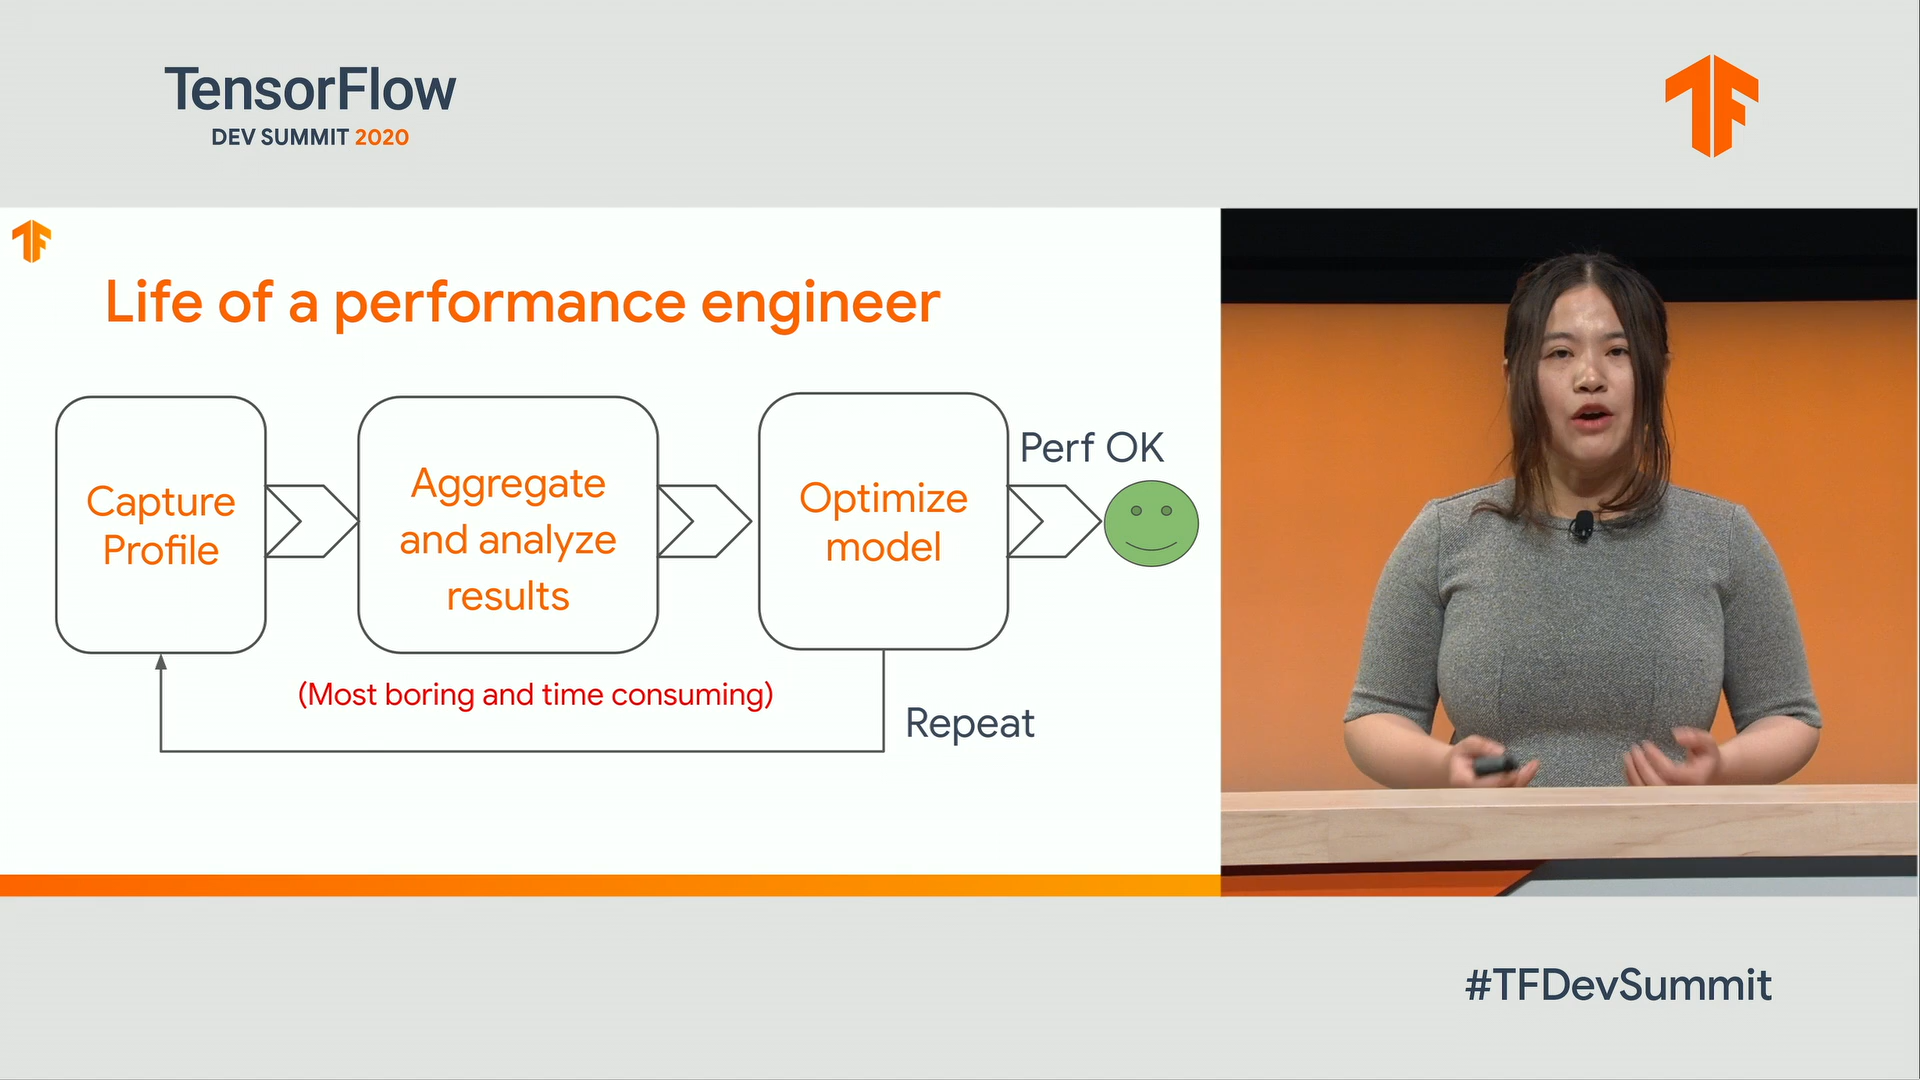 TensorFlow
DEV SUMMIT 2020
Life of a performance engineer
Capture
Profile
Aggregate
and analyze
results
Optimize
model
Perf OK
(Most boring and time consuming)
Repeat
#TFDevSummit